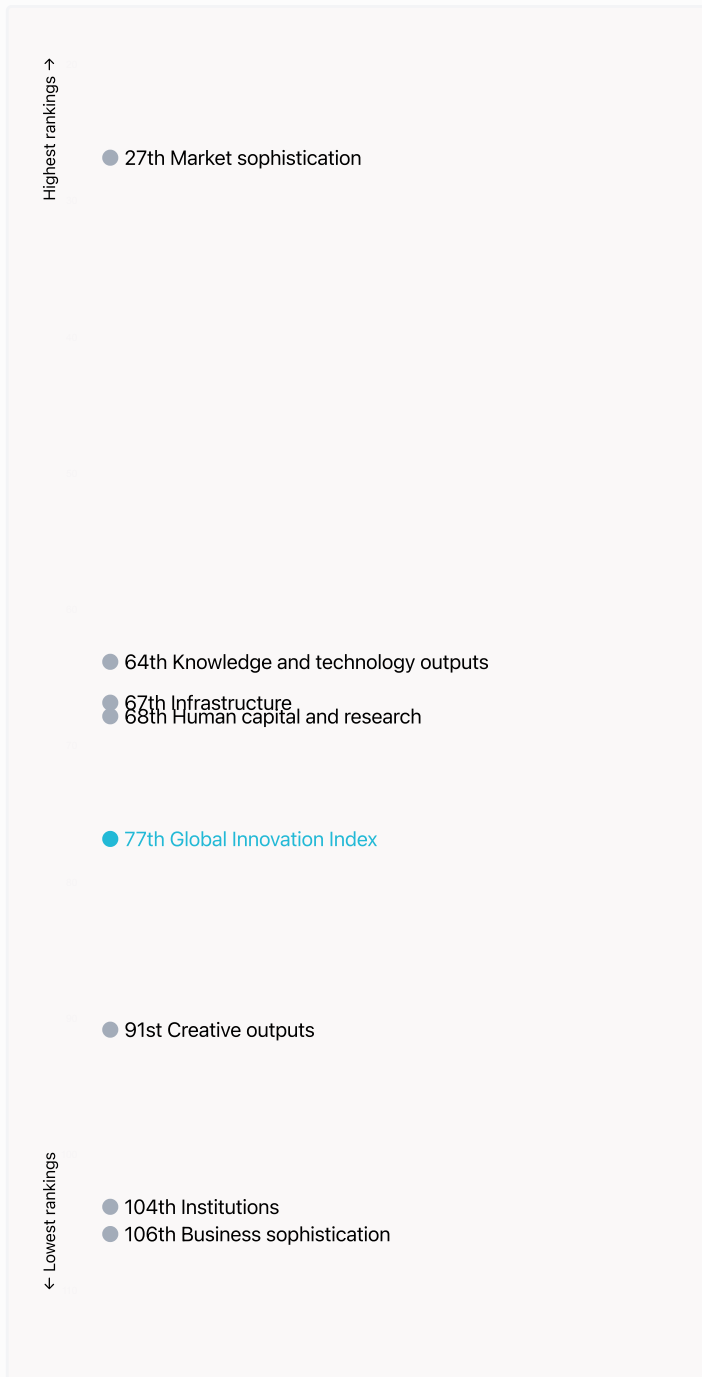 Highest rankings →
27th Market sophistication
64th Knowledge and technology outputs
67th Infrastructure
68th Human capital and research
77th Global Innovation Index
91st Creative outputs
104th Institutions
106th Business sophistication
← Lowest rankings